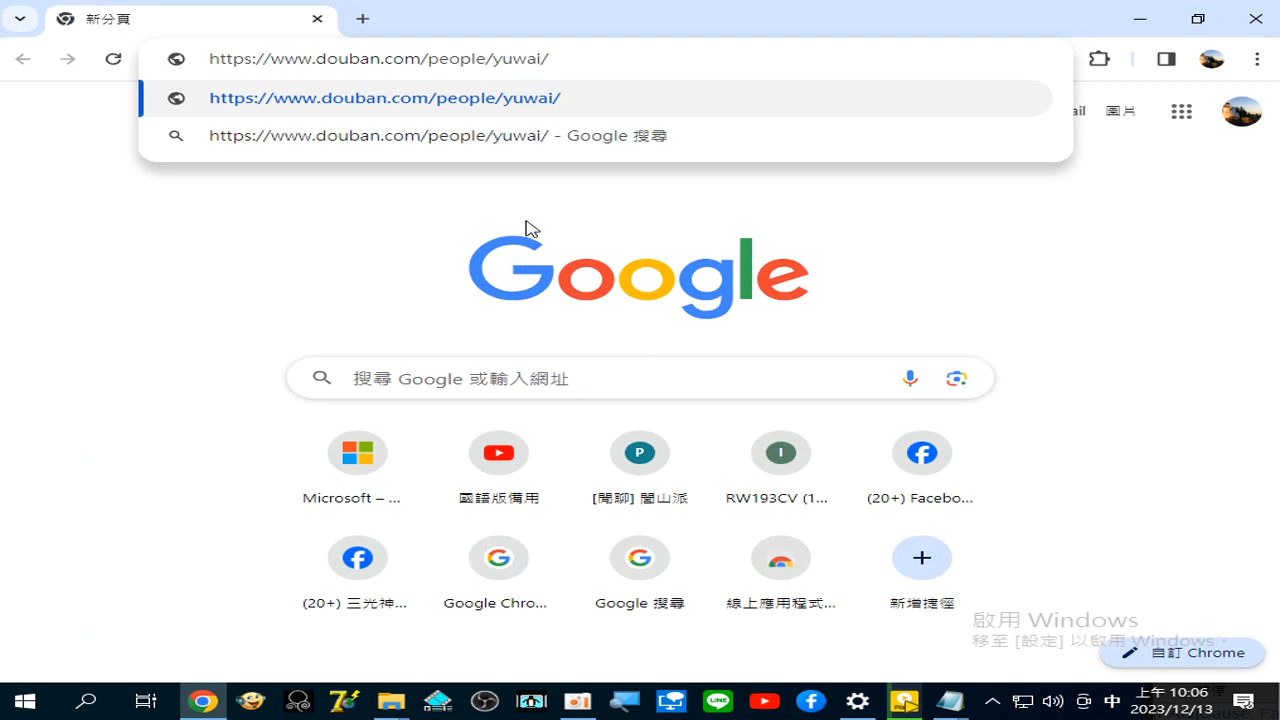 新分頁
https://www.douban.com/people/yuwai/
https://www.douban.com/people/yuwai/
https://www.douban.com/people/yuwai/ - Google 搜尋
ail 圖片
Google
搜尋 Google 或輸入網址
Microsoft – ...
國語版備用
[閒聊] 闇山派
RW193CV (1...
(20+) Facebo...
(20+) 三光神...
Google Chro...
Google 搜尋
線上應用程式...
新增捷徑
啟用 Windows
移至 [設定] 以啟用 Windows。
自訂 Chrome
中
上午 10:06
2023/12/13